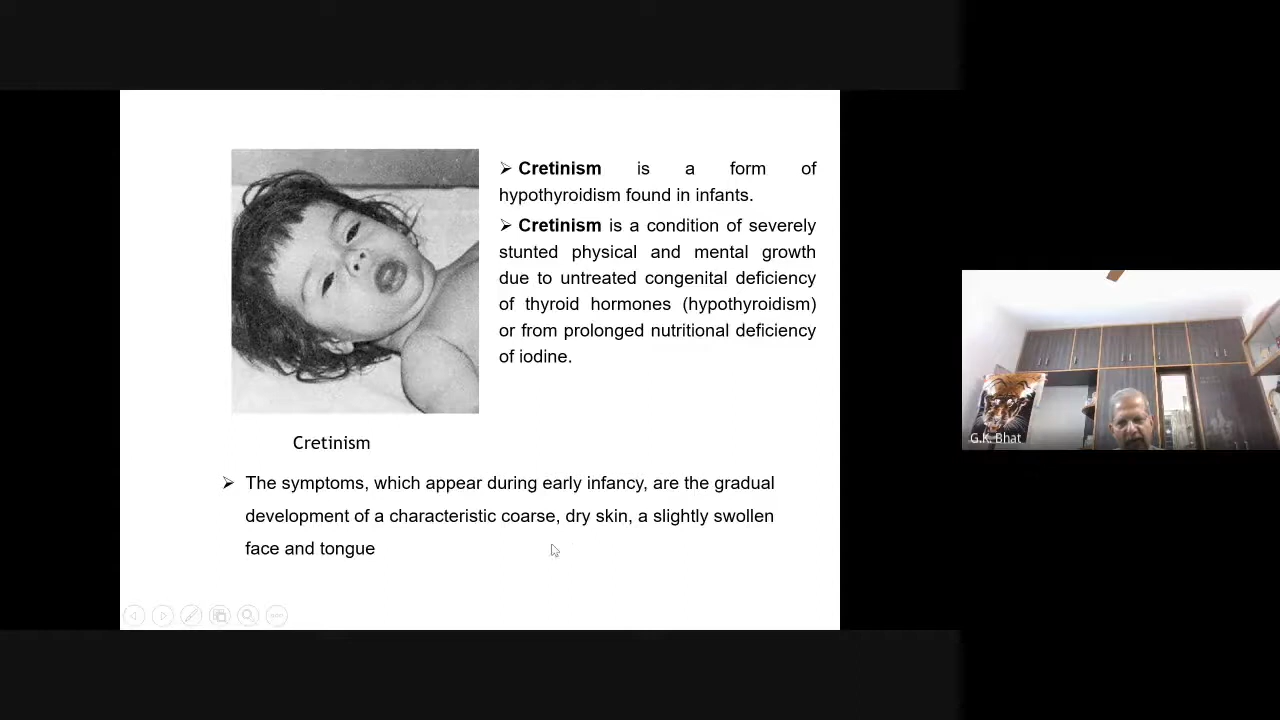 ➢ Cretinism is a form of
hypothyroidism found in infants.
➢ Cretinism is a condition of severely
stunted physical and mental growth
due to untreated congenital deficiency
of thyroid hormones (hypothyroidism)
or from prolonged nutritional deficiency
of iodine.
Cretinism
➢ The symptoms, which appear during early infancy, are the gradual
development of a characteristic coarse, dry skin, a slightly swollen
face and tongue
G.K. Bhat